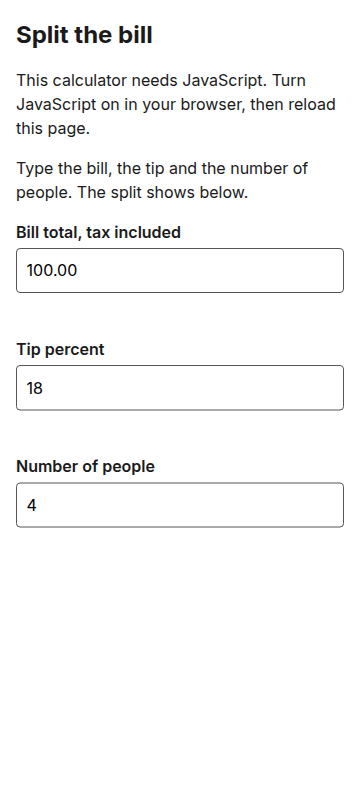 Split the bill
This calculator needs JavaScript. Turn
JavaScript on in your browser, then reload
this page.
Type the bill, the tip and the number of
people. The split shows below.
Bill total, tax included
100.00
Tip percent
18
Number of people
4